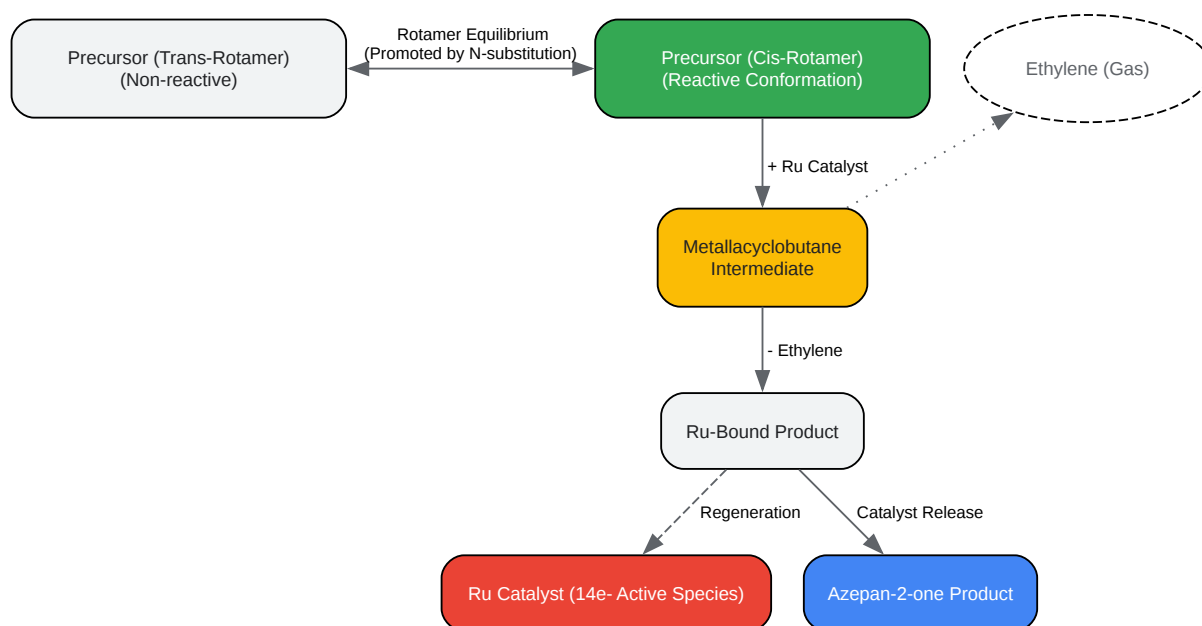 Precursor (Trans-Rotamer)
(Non-reactive)
Rotamer Equilibrium
(Promoted by N-substitution)
Precursor (Cis-Rotamer)
(Reactive Conformation)
Ethylene (Gas)
+ Ru Catalyst
Metallacyclobutane
Intermediate
- Ethylene
Ru-Bound Product
Regeneration
Catalyst Release
Ru Catalyst (14e- Active Species)
Azepan-2-one Product